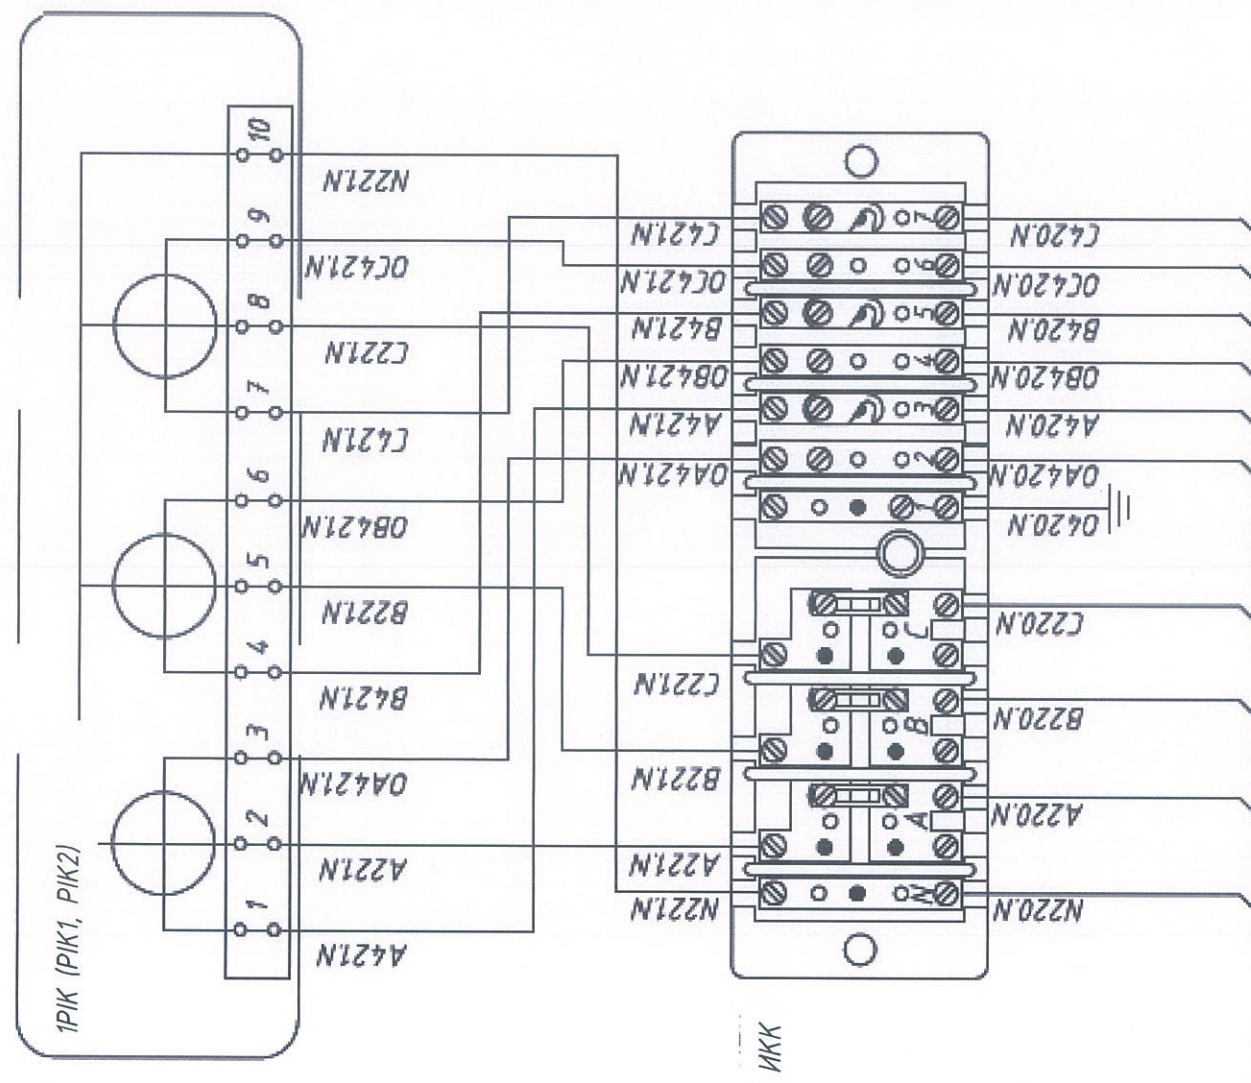 1PIK (PIK1, PIK2)
10
9
8
7
6
5
4
3
2
1
N221.N
OC421.N
C221.N
C421.N
OB421.N
B221.N
B421.N
OA421.N
A221.N
A421.N
C421.N
OC421.N
B421.N
OB421.N
A421.N
OA421.N
C221.N
B221.N
A221.N
N221.N
7
6
5
4
3
2
1
C
B
A
N
C420.N
OC420.N
B420.N
OB420.N
A420.N
OA420.N
O420.N
C220.N
B220.N
A220.N
N220.N
ИКК